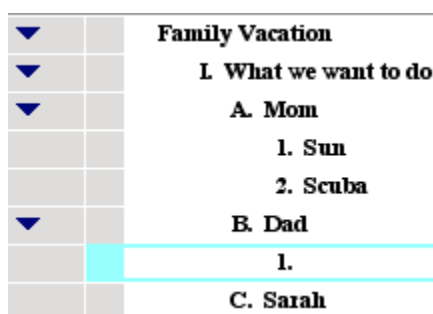 Family Vacation
I. What we want to do
A. Mom
1. Sun
2. Scuba
B. Dad
1.
C. Sarah